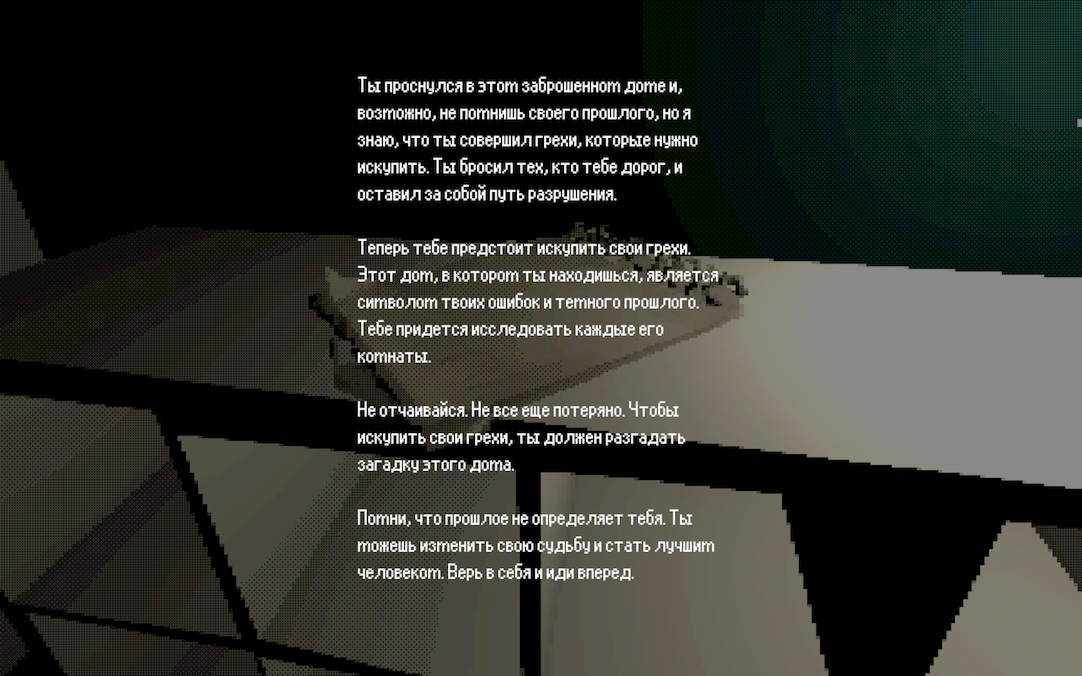 Ты проснулся в этом заброшенном доме и,
возможно, не помнишь своего прошлого, но я
знаю, что ты совершил грехи, которые нужно
искупить. Ты бросил тех, кто тебе дорог, и
оставил за собой путь разрушения.
Теперь тебе предстоит искупить свои грехи.
Этот дом, в котором ты находишься, является
символом твоих ошибок и темного прошлого.
Тебе придется исследовать каждые его
комнаты.
Не отчаивайся. Не все еще потеряно. Чтобы
искупить свои грехи, ты должен разгадать
загадку этого дома.
Помни, что прошлое не определяет тебя. Ты
можешь изменить свою судьбу и стать лучшим
человеком. Верь в себя и иди вперед.